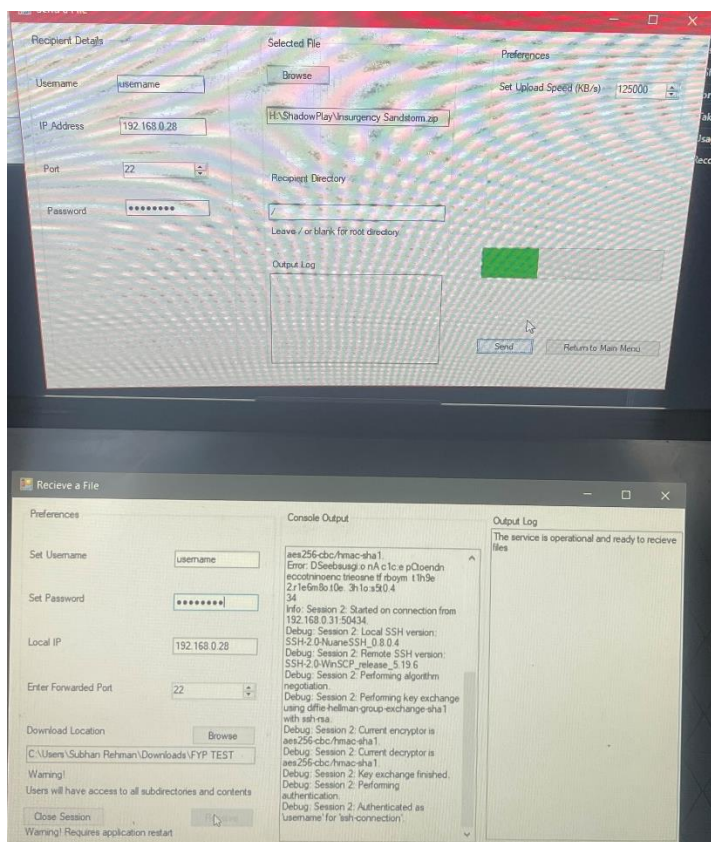 Recipient Details
Username
username
IP Address
192.168.0.28
Port
22
Password
••••••••
Selected File
Browse
H:\ShadowPlay\Insurgency Sandstorm.zip
Recipient Directory
/
Leave / or blank for root directory
Output Log
Preferences
Set Upload Speed (KB/s)
125000
Send
Return to Main Menu
Recieve a File
Preferences
Set Username
username
Set Password
••••••••
Local IP
192.168.0.28
Enter Forwarded Port
22
Download Location
Browse
C:\Users\Subhan Rehman\Downloads\FYP TEST
Warning!
Users will have access to all subdirectories and contents
Close Session
Warning! Requires application restart
Console Output
aes256-cbc/hmac-sha1.
34
Info: Session 2: Started on connection from
192.168.0.31:50434.
Debug: Session 2: Local SSH version:
SSH-2.0-NuaneSSH_0.8.0.4
Debug: Session 2: Remote SSH version:
SSH-2.0-WinSCP_release_5.19.6
Debug: Session 2: Performing algorithm
negotiation.
Debug: Session 2: Performing key exchange
using diffie-hellman-group-exchange-sha1
with ssh-rsa.
Debug: Session 2: Current encryptor is
aes256-cbc/hmac-sha1.
Debug: Session 2: Current decryptor is
aes256-cbc/hmac-sha1.
Debug: Session 2: Key exchange finished.
Debug: Session 2: Performing
authentication.
Debug: Session 2: Authenticated as
'username' for 'ssh-connection'.
Output Log
The service is operational and ready to recieve
files